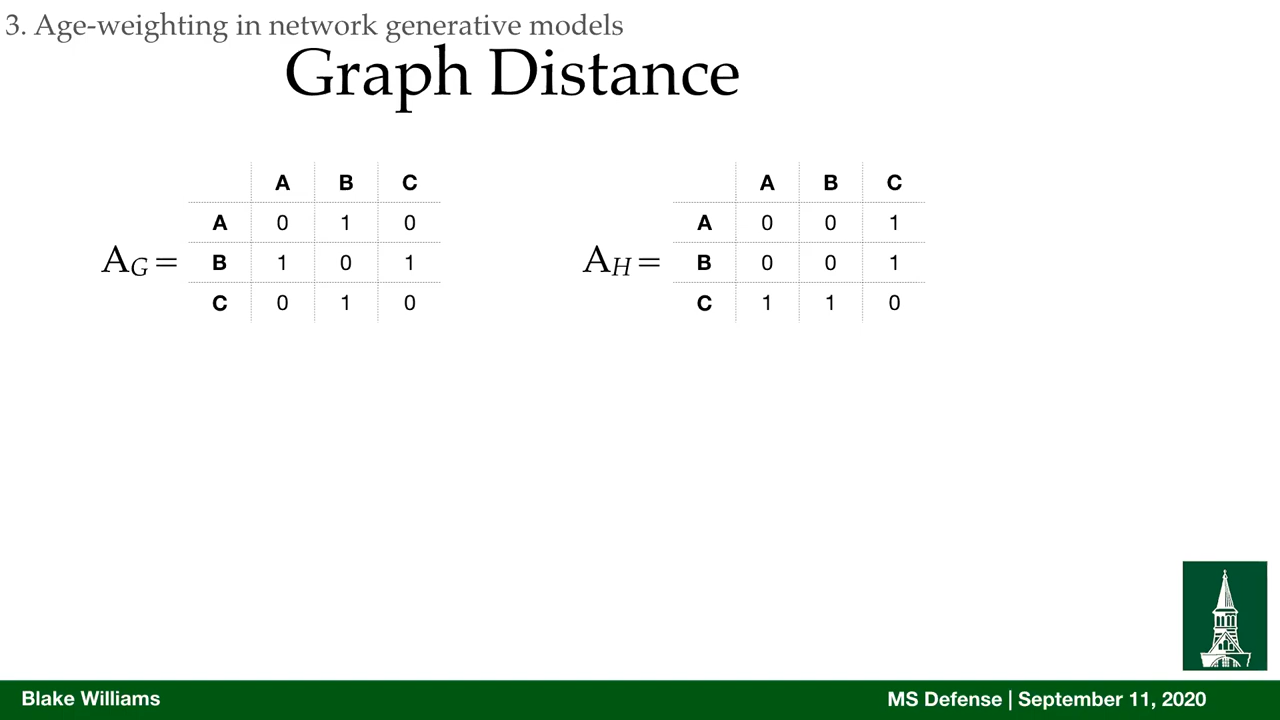 3. Age-weighting in network generative models
Graph Distance
A B C
A 0 1 0
A_G = B 1 0 1
C 0 1 0
A B C
A 0 0 1
A_H = B 0 0 1
C 1 1 0
Blake Williams
MS Defense | September 11, 2020